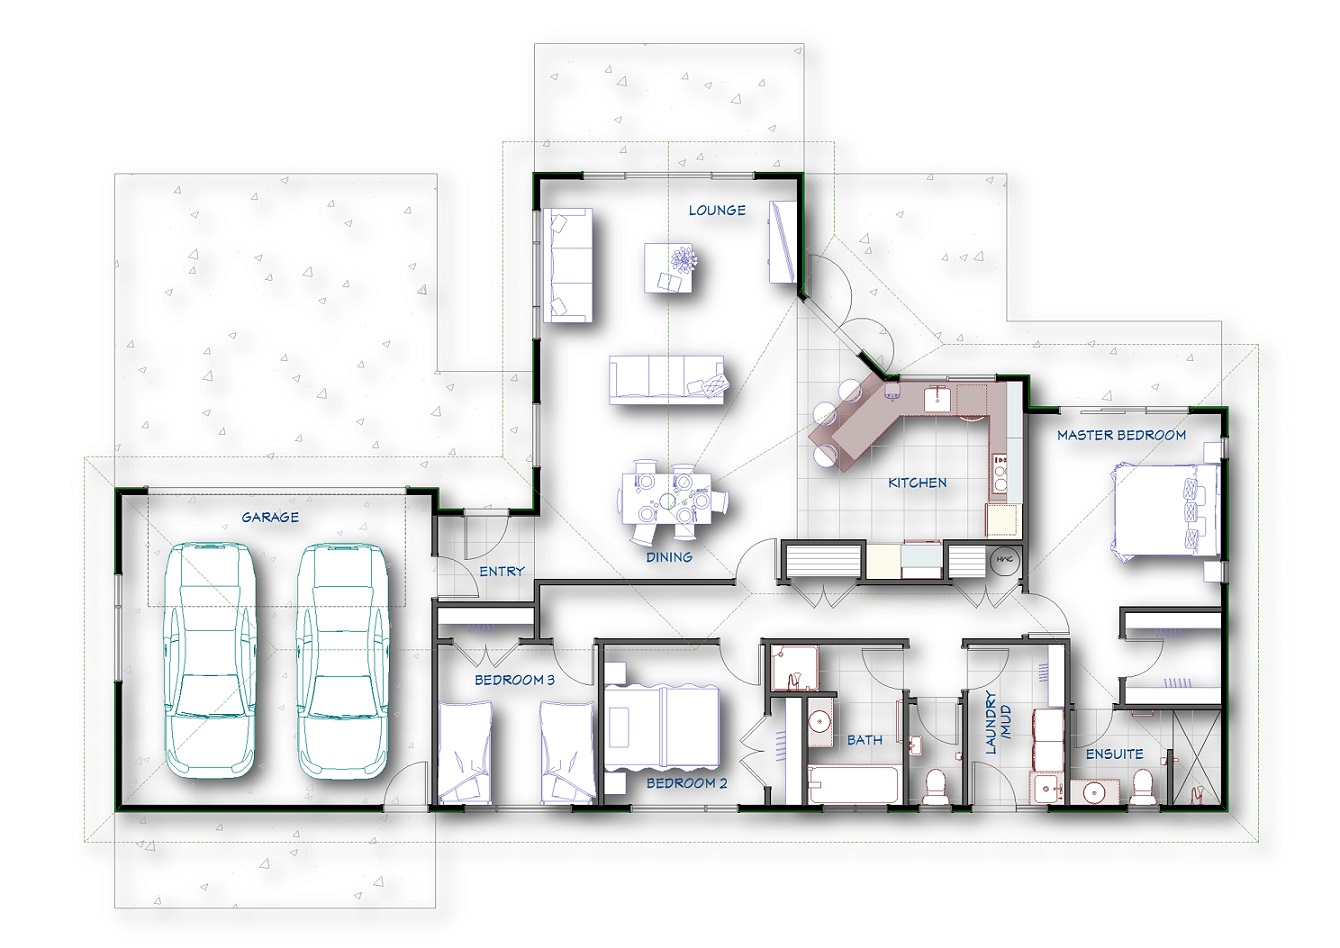 LOUNGE
MASTER BEDROOM
KITCHEN
GARAGE
DINING
HWC
ENTRY
BEDROOM 3
LAUNDRY
/MUD
BATH
ENSUITE
BEDROOM 2